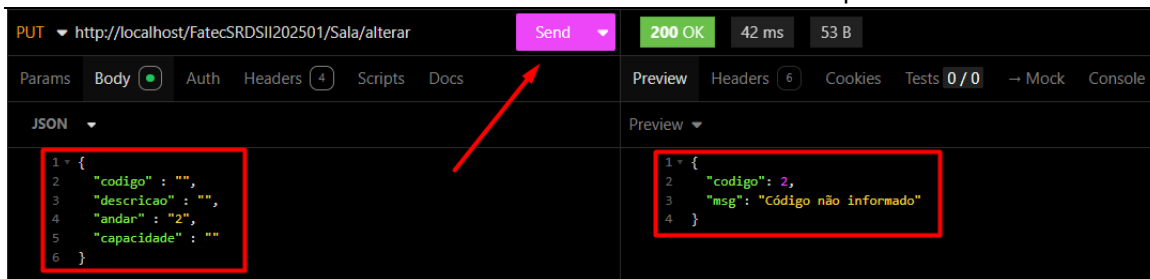 PUT http://localhost/FatecSRDSII202501/Sala/alterar Send 200 OK 42 ms 53 B
Params Body Auth Headers 4 Scripts Docs Preview Headers 6 Cookies Tests 0 / 0 → Mock Console
JSON Preview
1 {
2 "codigo" : "",
3 "descricao" : "",
4 "andar" : "2",
5 "capacidade" : ""
6 }
1 {
2 "codigo": 2,
3 "msg": "Código não informado"
4 }